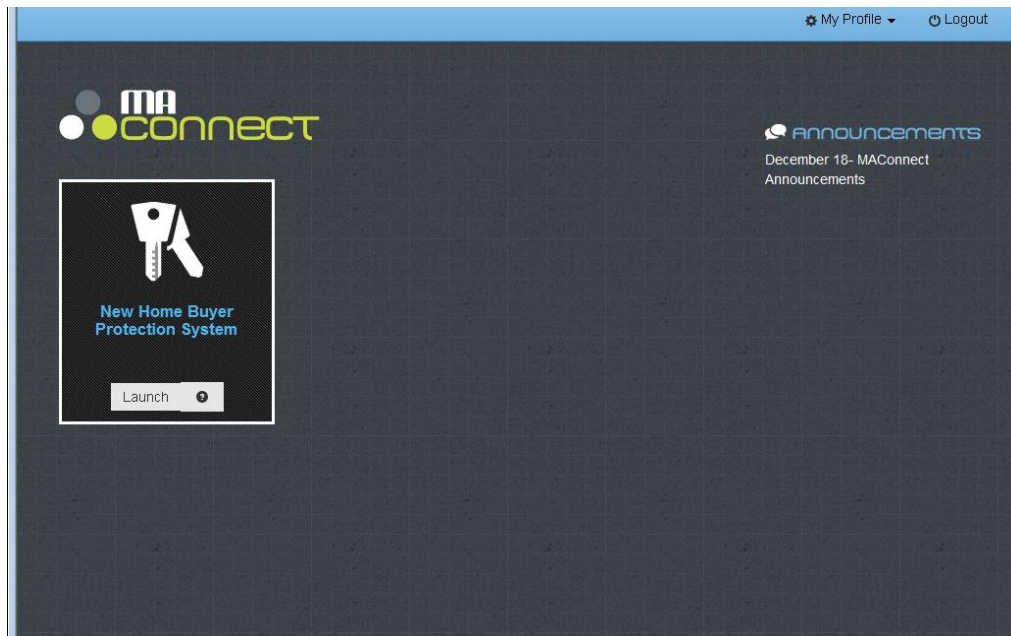 My Profile
Logout
MA
connect
Announcements
December 18- MAConnect
Announcements
New Home Buyer
Protection System
Launch